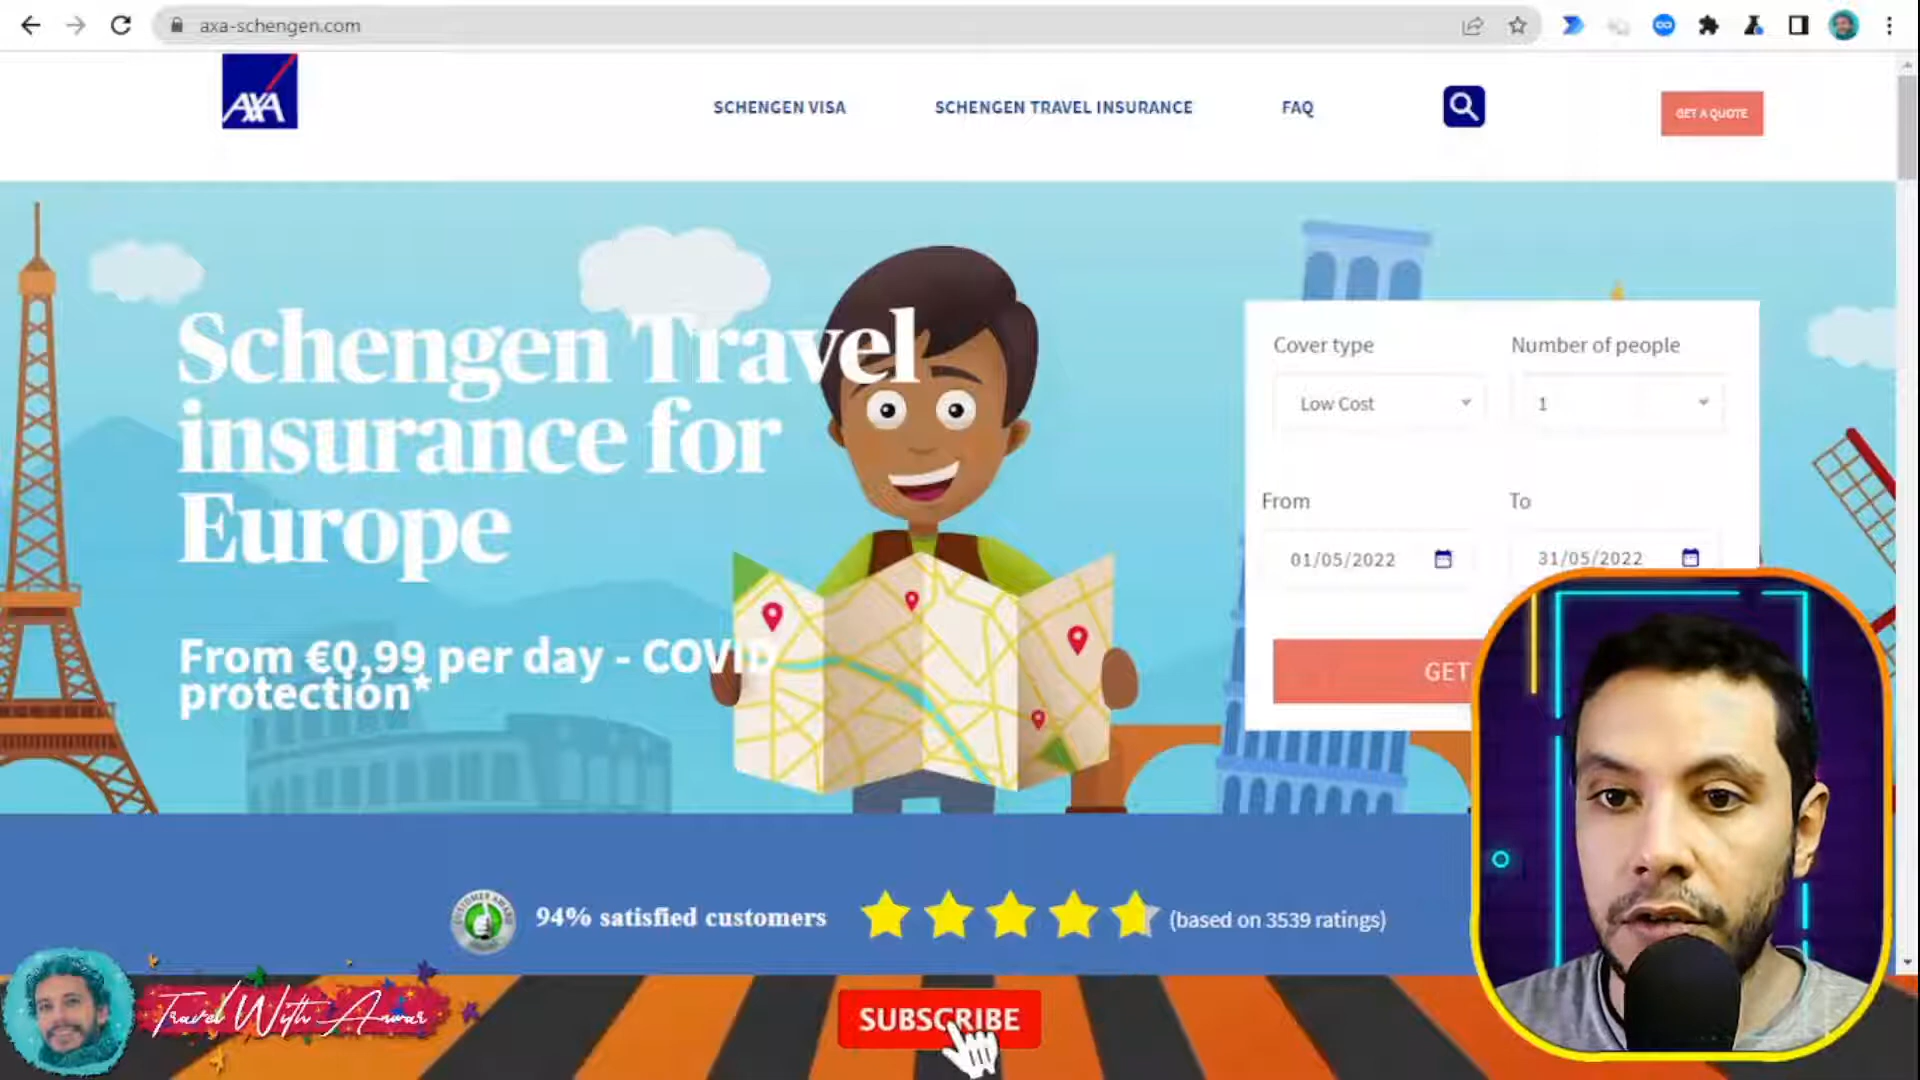 axa-schengen.com
AXA
SCHENGEN VISA
SCHENGEN TRAVEL INSURANCE
FAQ
GET A QUOTE
Schengen Travel
insurance for
Europe
From €0,99 per day - COVID
protection*
Cover type
Number of people
Low Cost
1
From
To
01/05/2022
31/05/2022
GET
CUSTOMER AWARD
94% satisfied customers
(based on 3539 ratings)
Travel With Anwar
SUBSCRIBE